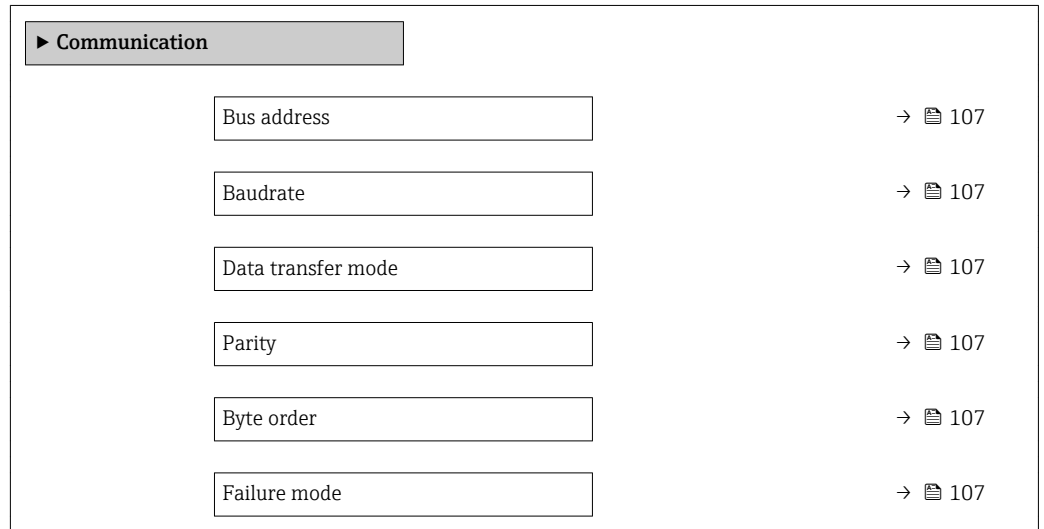 ▶ Communication
Bus address → 107
Baudrate → 107
Data transfer mode → 107
Parity → 107
Byte order → 107
Failure mode → 107